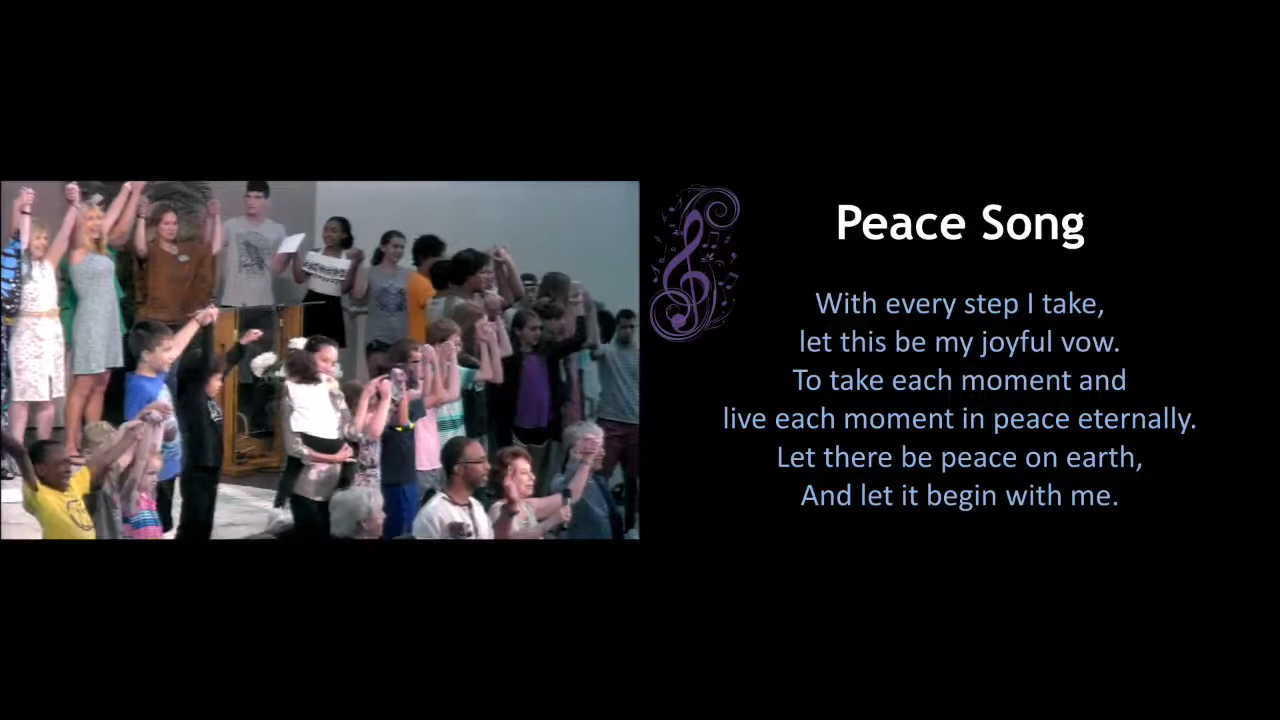 Peace Song
With every step I take,
let this be my joyful vow.
To take each moment and
live each moment in peace eternally.
Let there be peace on earth,
And let it begin with me.